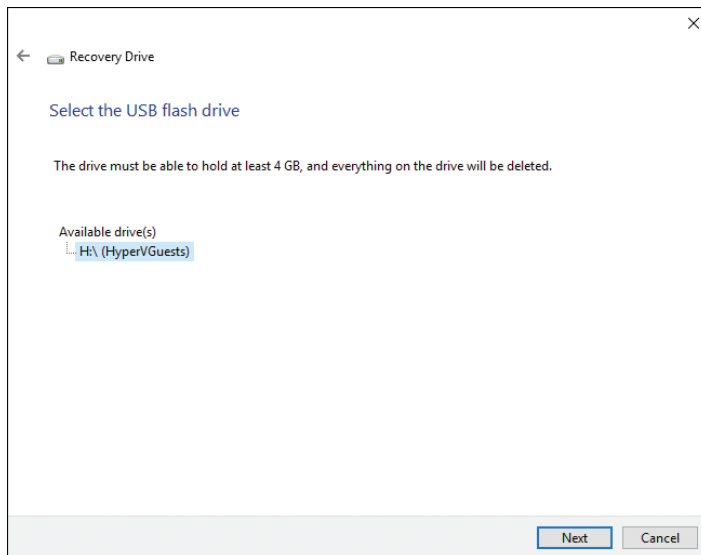 Recovery Drive
Select the USB flash drive
The drive must be able to hold at least 4 GB, and everything on the drive will be deleted.
Available drive(s)
H:\ (HyperVGuests)
Next Cancel